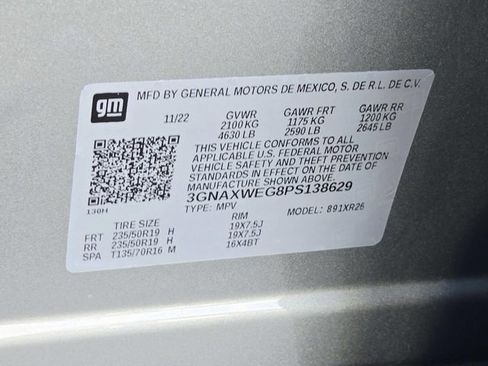 gm
MFD BY GENERAL MOTORS DE MEXICO, S. DE R.L. DE C.V.
11/22 GVWR GAWR FRT GAWR RR
2100 KG 1175 KG 1200 KG
4630 LB 2590 LB 2645 LB
THIS VEHICLE CONFORMS TO ALL
APPLICABLE U.S. FEDERAL MOTOR
VEHICLE SAFETY AND THEFT PREVENTION
STANDARDS IN EFFECT ON THE DATE OF
MANUFACTURE SHOWN ABOVE.
3GNAXWEG8PS138629
TYPE: MPV MODEL: 891XR26
130H
TIRE SIZE RIM
FRT 235/50R19 H 19X7.5J
RR 235/50R19 H 19X7.5J
SPA T135/70R16 M 16X4BT